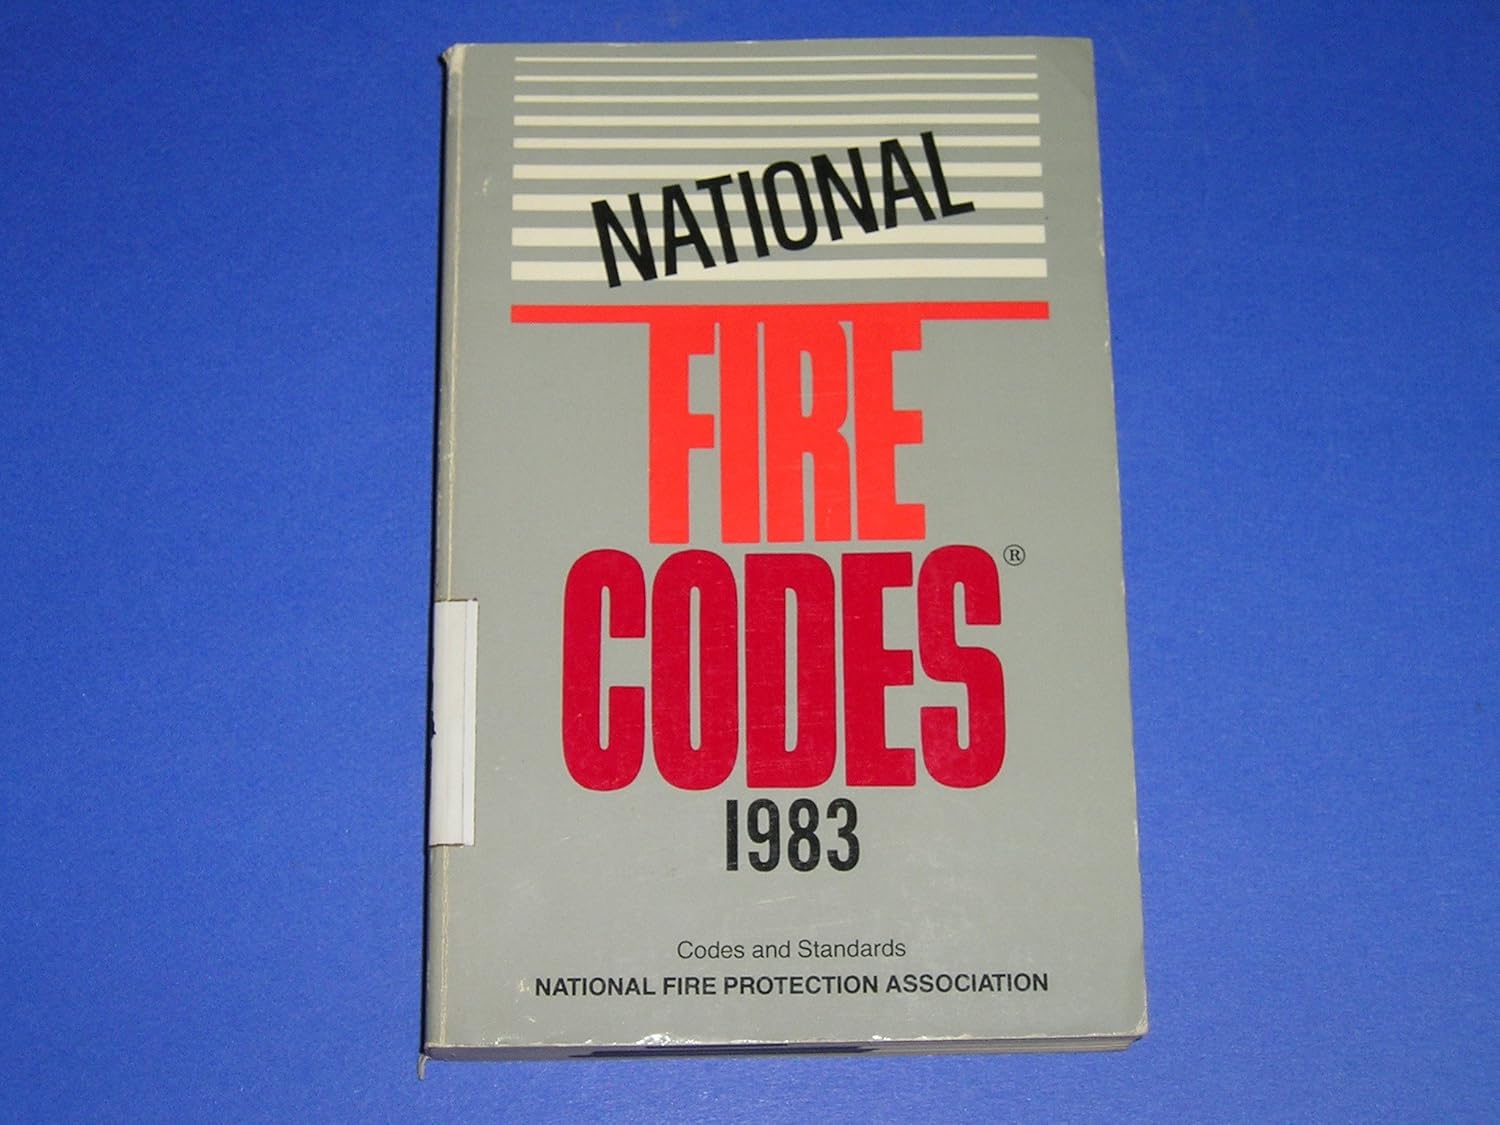 NATIONAL
FIRE
CODES®
1983
Codes and Standards
NATIONAL FIRE PROTECTION ASSOCIATION